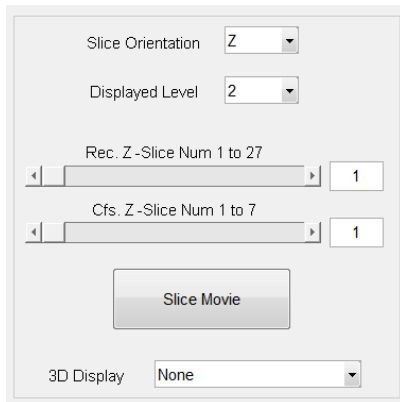 Slice Orientation Z
Displayed Level 2
Rec. Z -Slice Num 1 to 27
1
Cfs. Z -Slice Num 1 to 7
1
Slice Movie
3D Display None